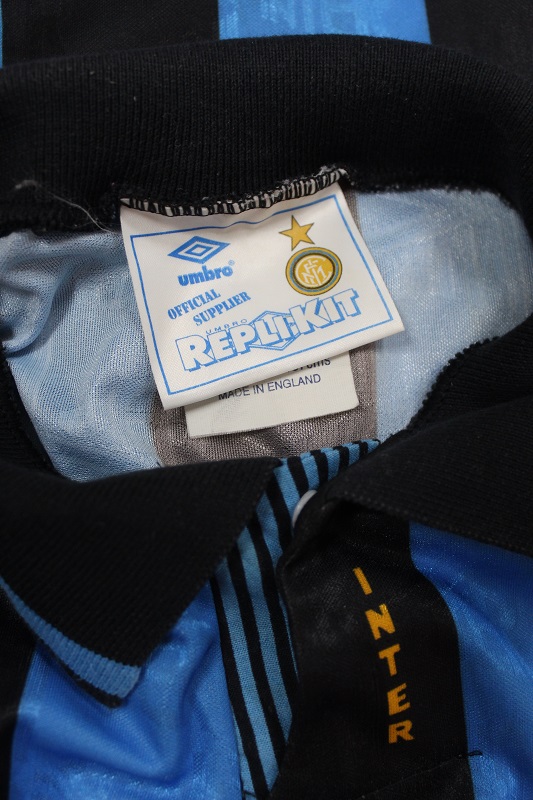 umbro
OFFICIAL
SUPPLIER
UMBRO
REPLI-KIT
MADE IN ENGLAND
INTER